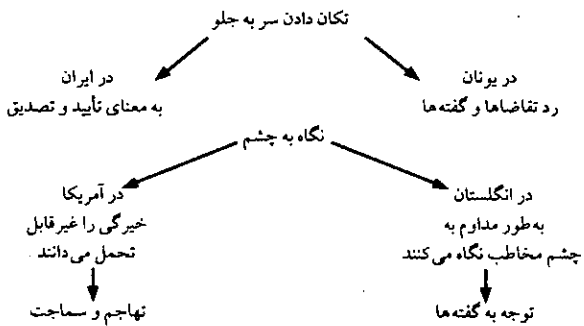 تکان دادن سر به جلو
در یونان
رد تقاضاها و گفته‌ها
در ایران
به معنای تأیید و تصدیق
نگاه به چشم
در انگلستان
به‌طور مداوم به
چشم مخاطب نگاه می‌کنند
توجه به گفته‌ها
در آمریکا
خیرگی را غیرقابل
تحمل می‌دانند
تهاجم و سماجت